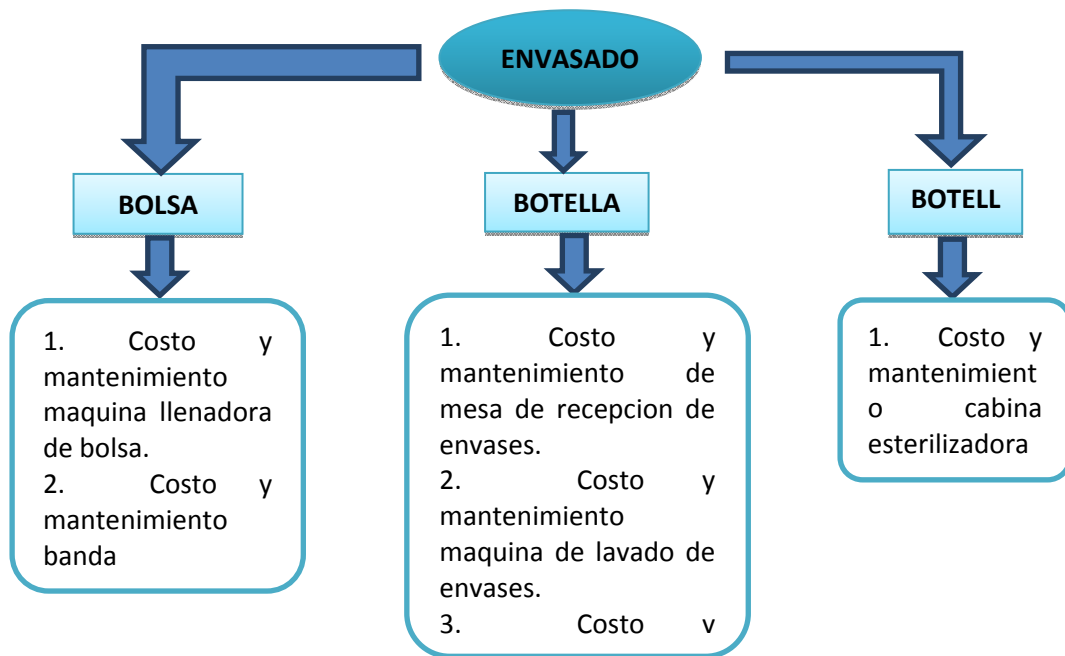 ENVASADO
BOLSA
BOTELLA
BOTELL
1. Costo y
mantenimiento
maquina llenadora
de bolsa.
2. Costo y
mantenimiento
banda
1. Costo y
mantenimiento de
mesa de recepcion de
envases.
2. Costo y
mantenimiento
maquina de lavado de
envases.
3. Costo
1. Costo y
mantenimient
o cabina
esterilizadora